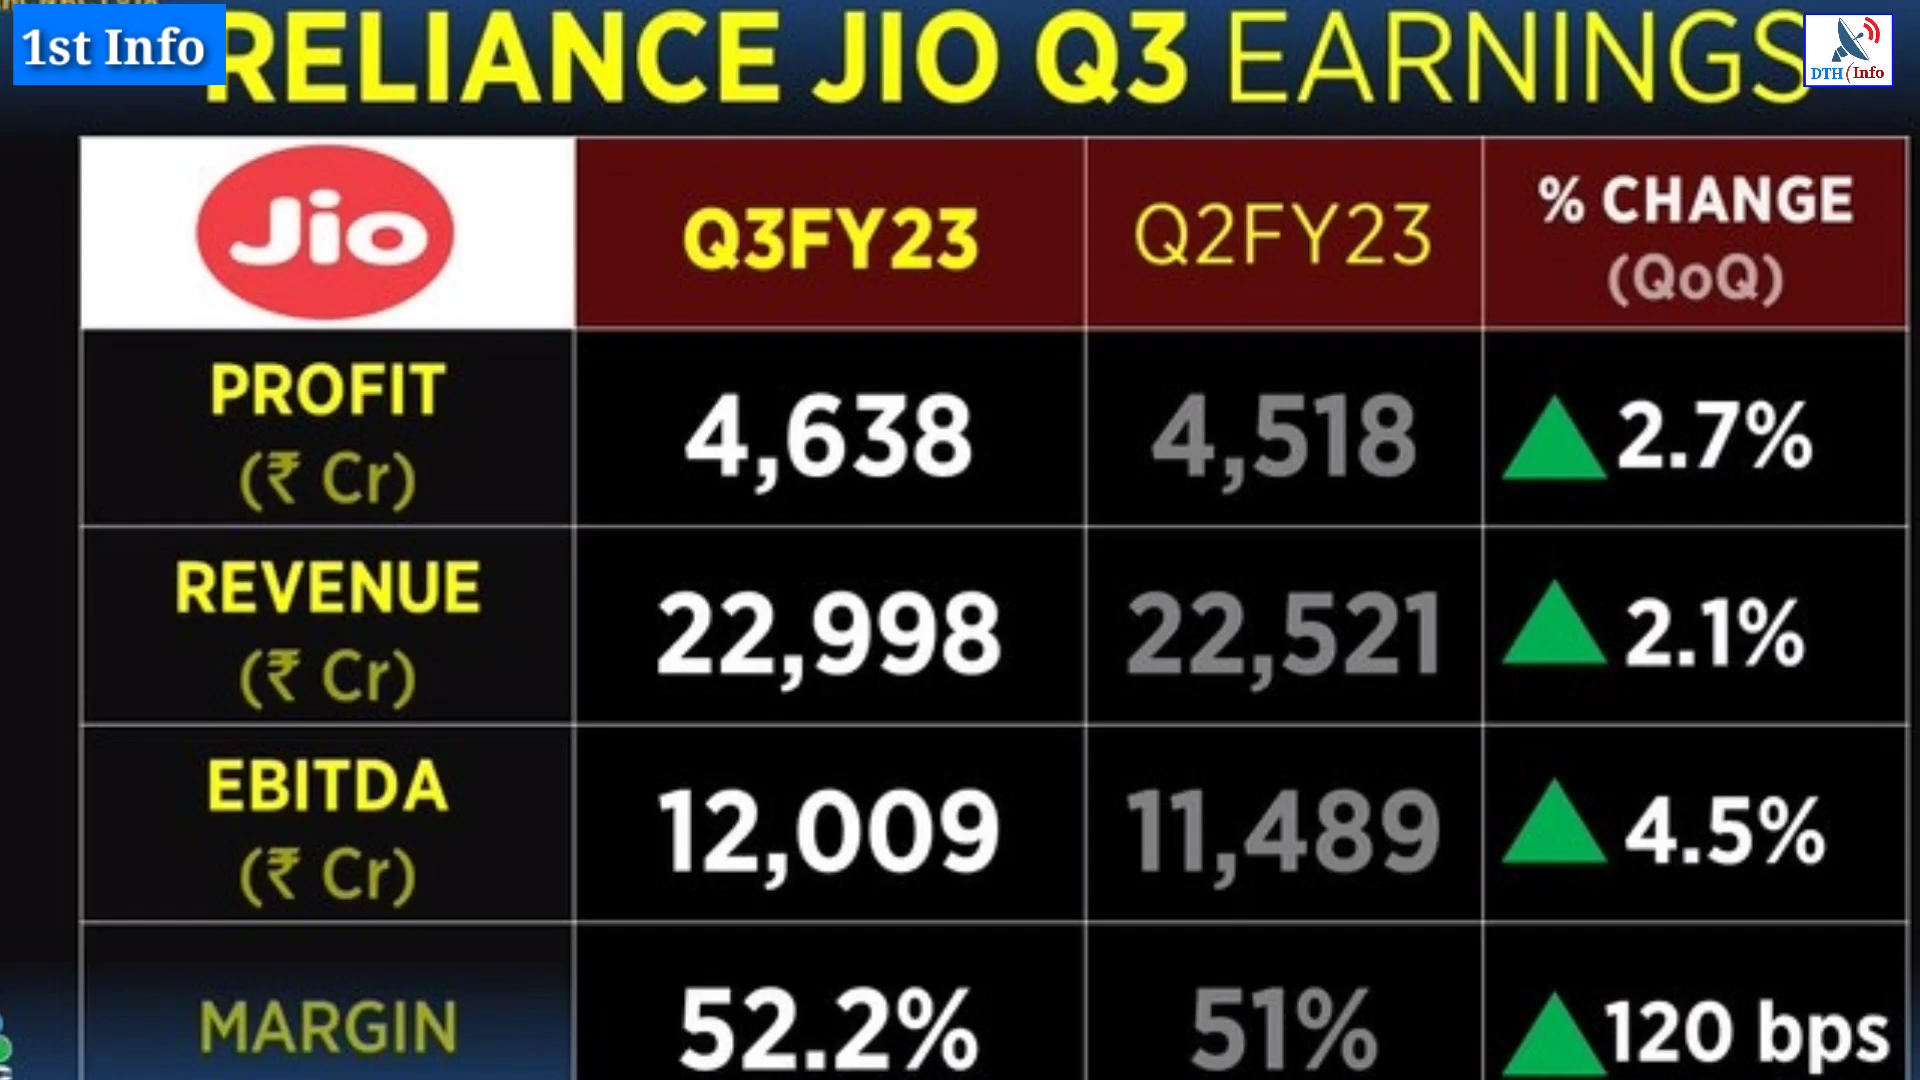 1st Info
RELIANCE JIO Q3 EARNINGS
DTH Info
Jio
Q3FY23
Q2FY23
% CHANGE
(QoQ)
PROFIT
(₹ Cr)
4,638
4,518
2.7%
REVENUE
(₹ Cr)
22,998
22,521
2.1%
EBITDA
(₹ Cr)
12,009
11,489
4.5%
MARGIN
52.2%
51%
120 bps